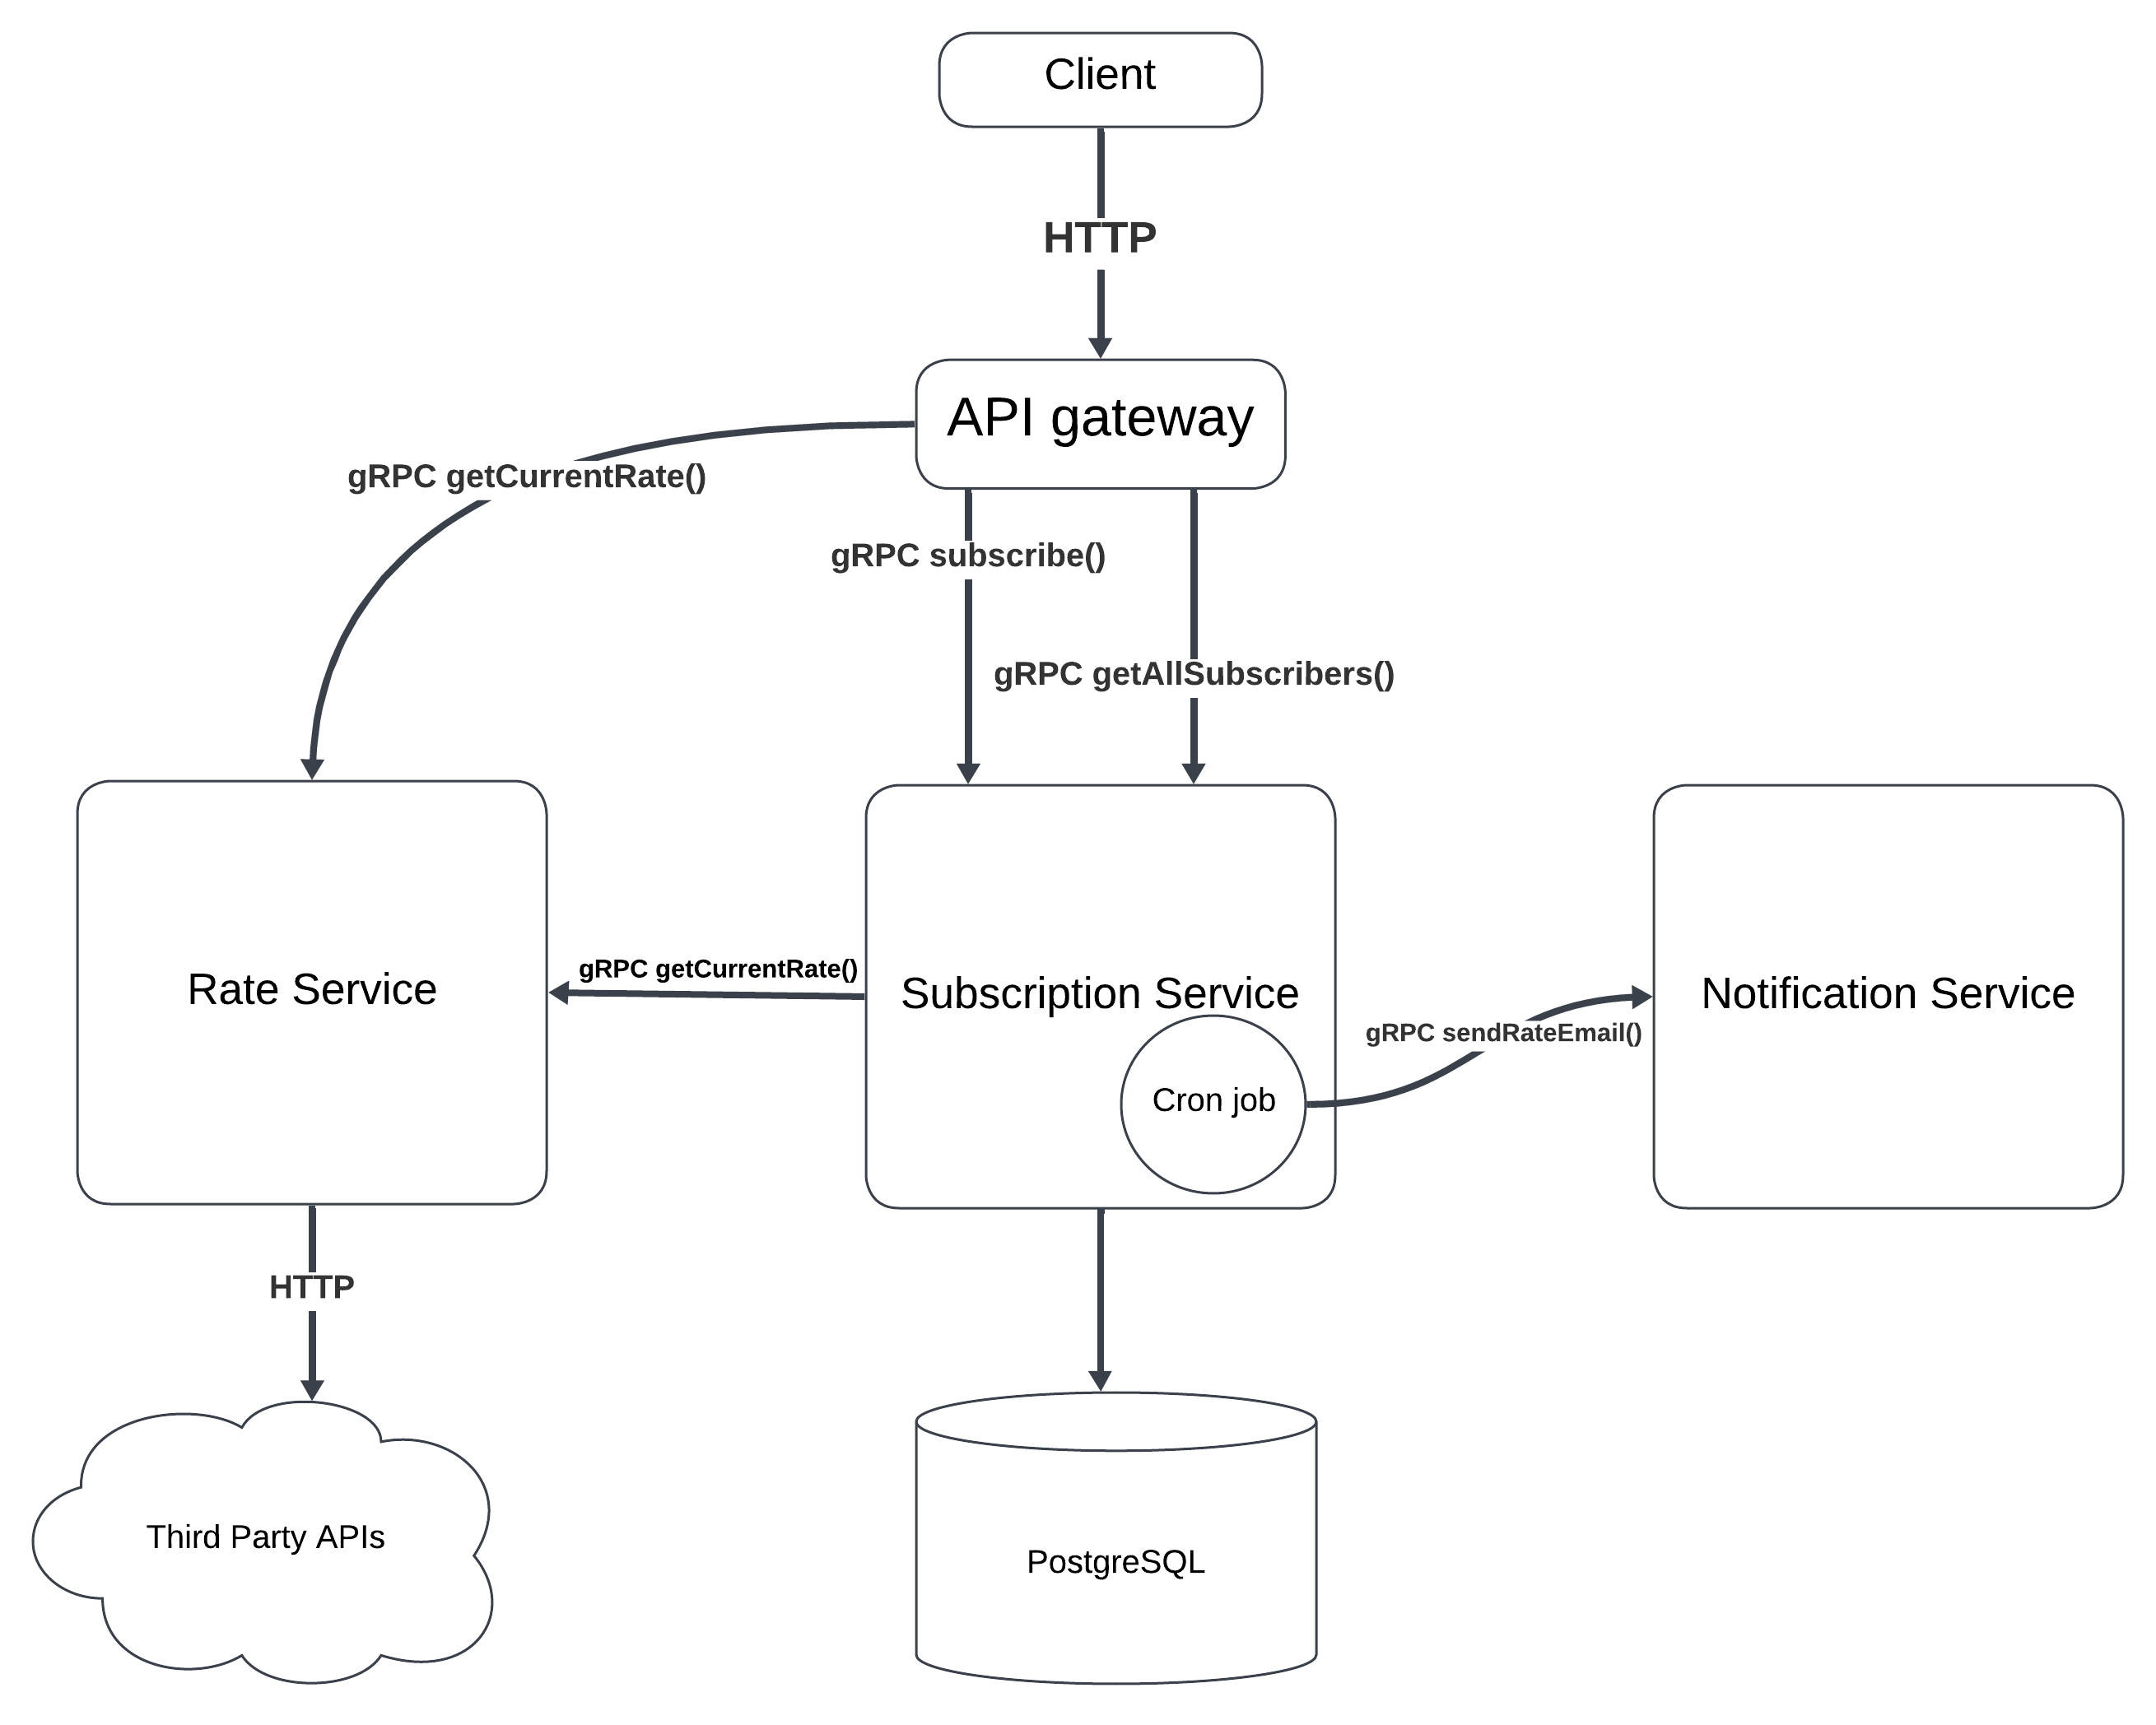 Client
HTTP
API gateway
gRPC getCurrentRate()
gRPC subscribe()
gRPC getAllSubscribers()
Rate Service
gRPC getCurrentRate()
Subscription Service
Cron job
gRPC sendRateEmail()
Notification Service
HTTP
Third Party APIs
PostgreSQL